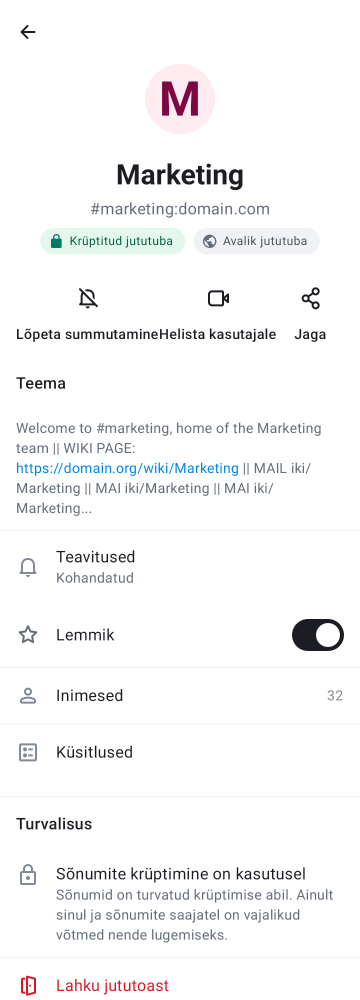 M
Marketing
#marketing:domain.com
Krüptitud jututuba Avalik jututuba
Lõpeta summutamine Helista kasutajale Jaga
Teema
Welcome to #marketing, home of the Marketing
team || WIKI PAGE:
https://domain.org/wiki/Marketing || MAIL iki/
Marketing || MAI iki/Marketing || MAI iki/
Marketing...
Teavitused
Kohandatud
Lemmik
Inimesed 32
Küsitlused
Turvalisus
Sõnumite krüptimine on kasutusel
Sõnumid on turvatud krüptimise abil. Ainult
sinul ja sõnumite saajatel on vajalikud
võtmed nende lugemiseks.
Lahku jututoast